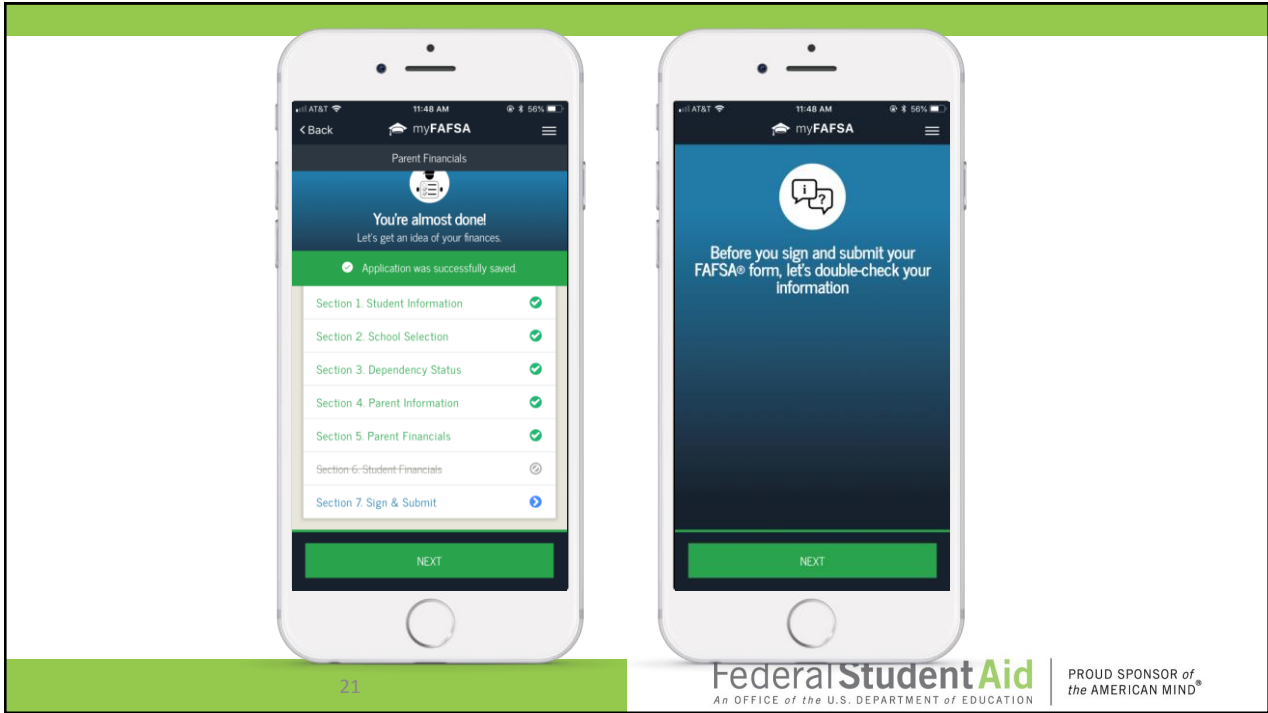 AT&T 11:48 AM 56%
Back myFAFSA
Parent Financials
You're almost done!
Let's get an idea of your finances.
Application was successfully saved.
Section 1. Student Information
Section 2. School Selection
Section 3. Dependency Status
Section 4. Parent Information
Section 5. Parent Financials
Section 6. Student Financials
Section 7. Sign & Submit
NEXT
AT&T 11:48 AM 56%
myFAFSA
i ?
Before you sign and submit your
FAFSA® form, let's double-check your
information
NEXT
21
Federal Student Aid
An OFFICE of the U.S. DEPARTMENT of EDUCATION
PROUD SPONSOR of
the AMERICAN MIND®